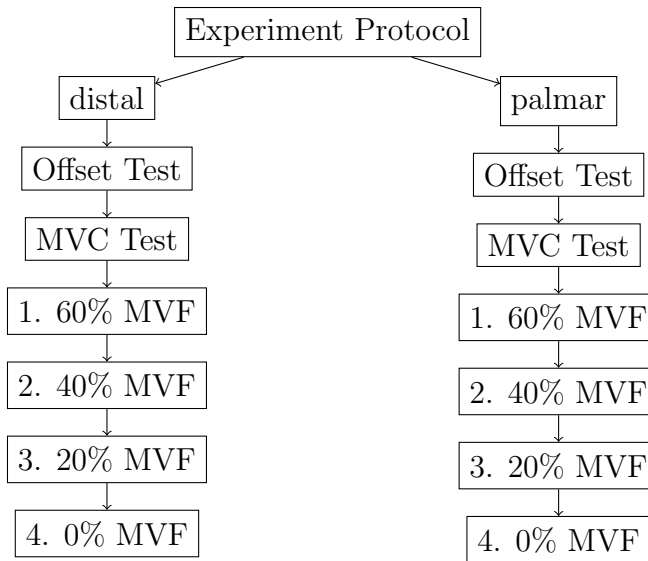 Experiment Protocol
distal
palmar
Offset Test
Offset Test
MVC Test
MVC Test
1. 60% MVF
1. 60% MVF
2. 40% MVF
2. 40% MVF
3. 20% MVF
3. 20% MVF
4. 0% MVF
4. 0% MVF